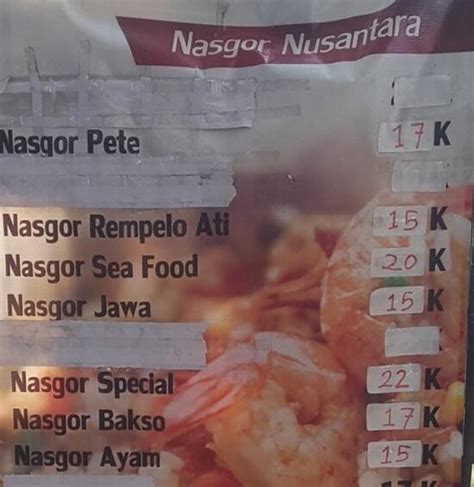 Nasgor Nusantara
Nasgor Pete 17 K
Nasgor Rempelo Ati 15 K
Nasgor Sea Food 20 K
Nasgor Jawa 15 K
Nasgor Special 22 K
Nasgor Bakso 17 K
Nasgor Ayam 15 K